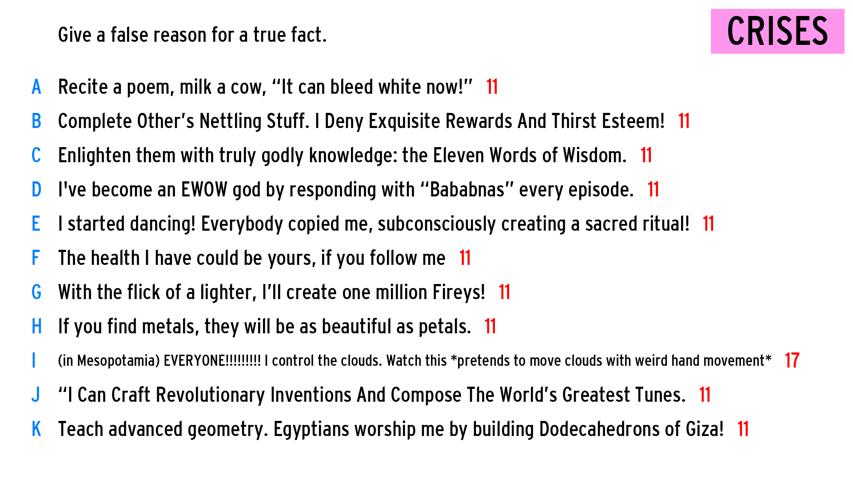 Give a false reason for a true fact.
CRISES
A Recite a poem, milk a cow, “It can bleed white now!” 11
B Complete Other’s Nettling Stuff. I Deny Exquisite Rewards And Thirst Esteem! 11
C Enlighten them with truly godly knowledge: the Eleven Words of Wisdom. 11
D I've become an EWOW god by responding with “Bababnas” every episode. 11
E I started dancing! Everybody copied me, subconsciously creating a sacred ritual! 11
F The health I have could be yours, if you follow me 11
G With the flick of a lighter, I’ll create one million Fireys! 11
H If you find metals, they will be as beautiful as petals. 11
I (in Mesopotamia) EVERYONE!!!!!!!!! I control the clouds. Watch this *pretends to move clouds with weird hand movement* 17
J “I Can Craft Revolutionary Inventions And Compose The World’s Greatest Tunes. 11
K Teach advanced geometry. Egyptians worship me by building Dodecahedrons of Giza! 11